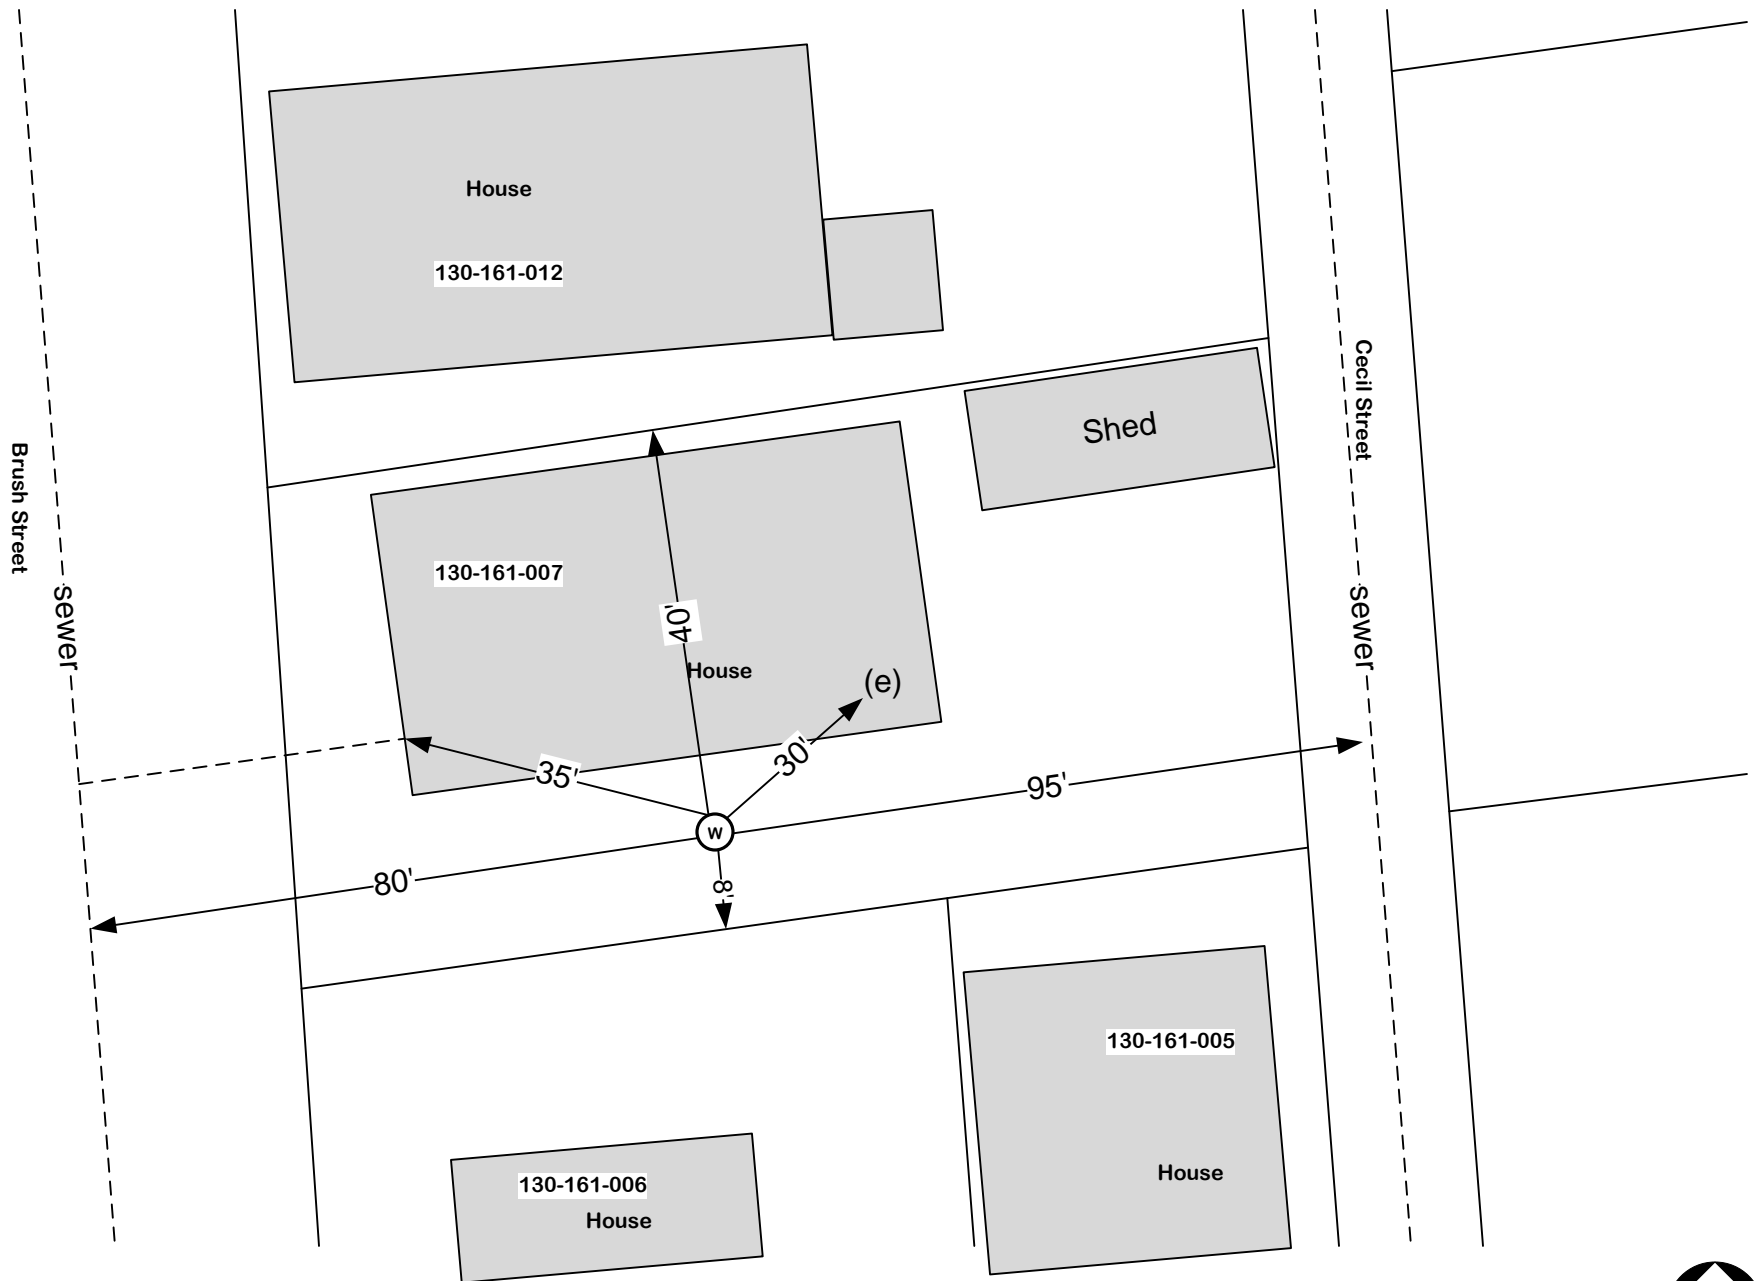 House
130-161-012
Cecil Street
Shed
Brush Street
130-161-007
sewer
sewer
40'
House
(e)
30'
35'
95'
W
80'
8'
130-161-005
House
130-161-006
House